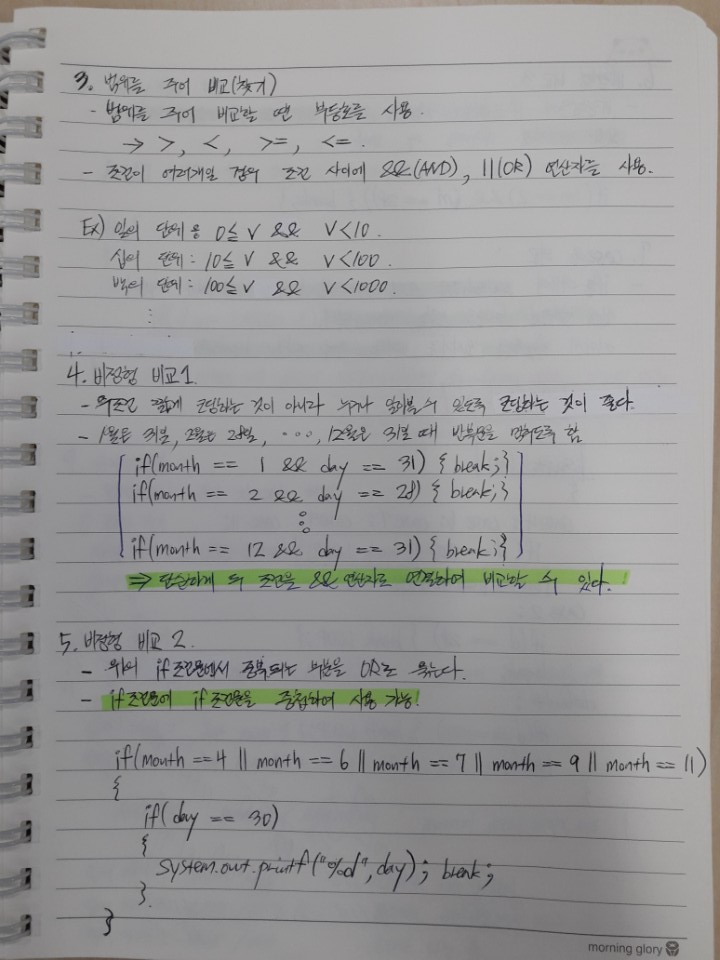 3. 범위를 주어 비교(찾기)
- 범위를 주어 비교할 땐 부등호를 사용.
→ >, <, >=, <=.
- 조건이 여러개일 경우 조건 사이에 &&(AND), ||(OR) 연산자를 사용.
Ex) 일의 단위 : 0≦V && V<10.
십의 단위 : 10≦V && V<100.
백의 단위 : 100≦V && V<1000.
⋮
4. 비정형 비교1.
- 무조건 짧게 코딩하는 것이 아니라 누가나 알아볼 수 있도록 코딩하는 것이 좋다.
- 1월은 31일, 2월은 28일, ..., 12월은 31일 때 반복문을 멈추도록 함
if(month == 1 && day == 31) { break; }
if(month == 2 && day == 28) { break; }
⋮
if(month == 12 && day == 31) { break; }
⇒ 단순하게 두 조건을 && 연산자로 연결하여 비교할 수 있다.
5. 비정형 비교 2.
- 위의 if조건문에서 중복되는 부분을 OR로 묶는다.
- if조건문에 if조건문을 중첩하여 사용 가능!
if(month ==4 || month == 6 || month == 7 || month == 9 || month == 11)
{
if( day == 30)
{
System.out.printf("%d", day); break;
}
}
morning glory